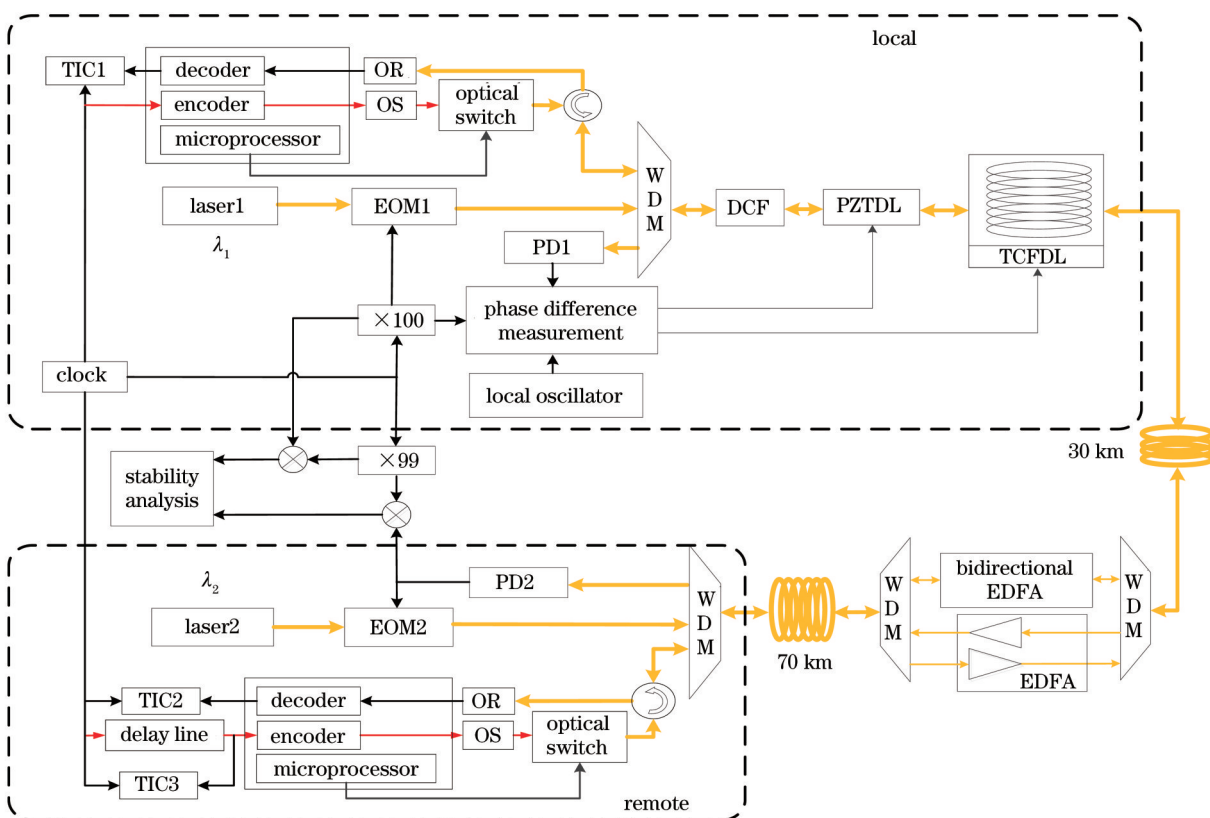 local
TIC1
decoder
OR
encoder
OS
optical
switch
microprocessor
laser1
λ1
EOM1
W
D
M
DCF
PZTDL
TCFDL
PD1
×100
phase difference
measurement
clock
local oscillator
×99
stability
analysis
30 km
λ2
PD2
laser2
EOM2
W
D
M
70 km
W
D
M
bidirectional
EDFA
EDFA
W
D
M
TIC2
decoder
OR
delay line
encoder
OS
optical
switch
TIC3
microprocessor
remote